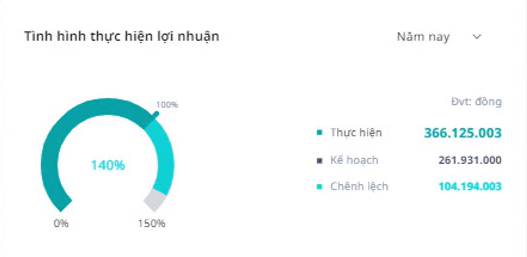 Tình hình thực hiện lợi nhuận
Năm nay
Đvt: đồng
100%
Thực hiện 366.125.003
140%
Kế hoạch 261.931.000
Chênh lệch 104.194.003
0% 150%